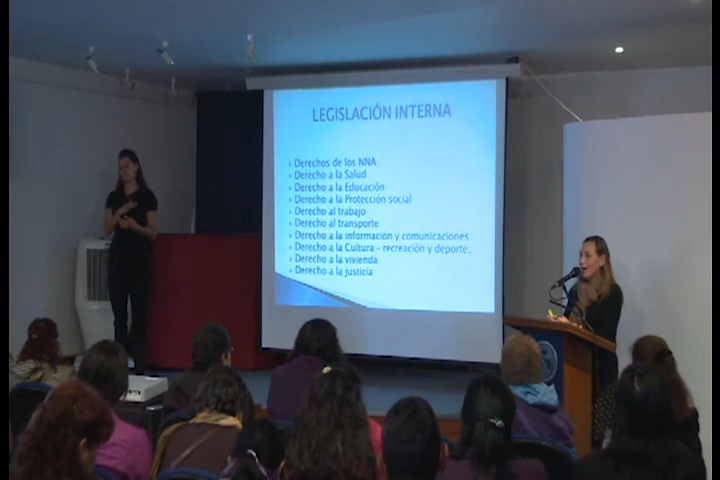 LEGISLACIÓN INTERNA
Derechos de los NNA
Derecho a la Salud
Derecho a la Educación
Derecho a la Protección social
Derecho al trabajo
Derecho al transporte
Derecho a la información y comunicaciones
Derecho a la Cultura – recreación y deporte.
Derecho a la vivienda
Derecho a la justicia